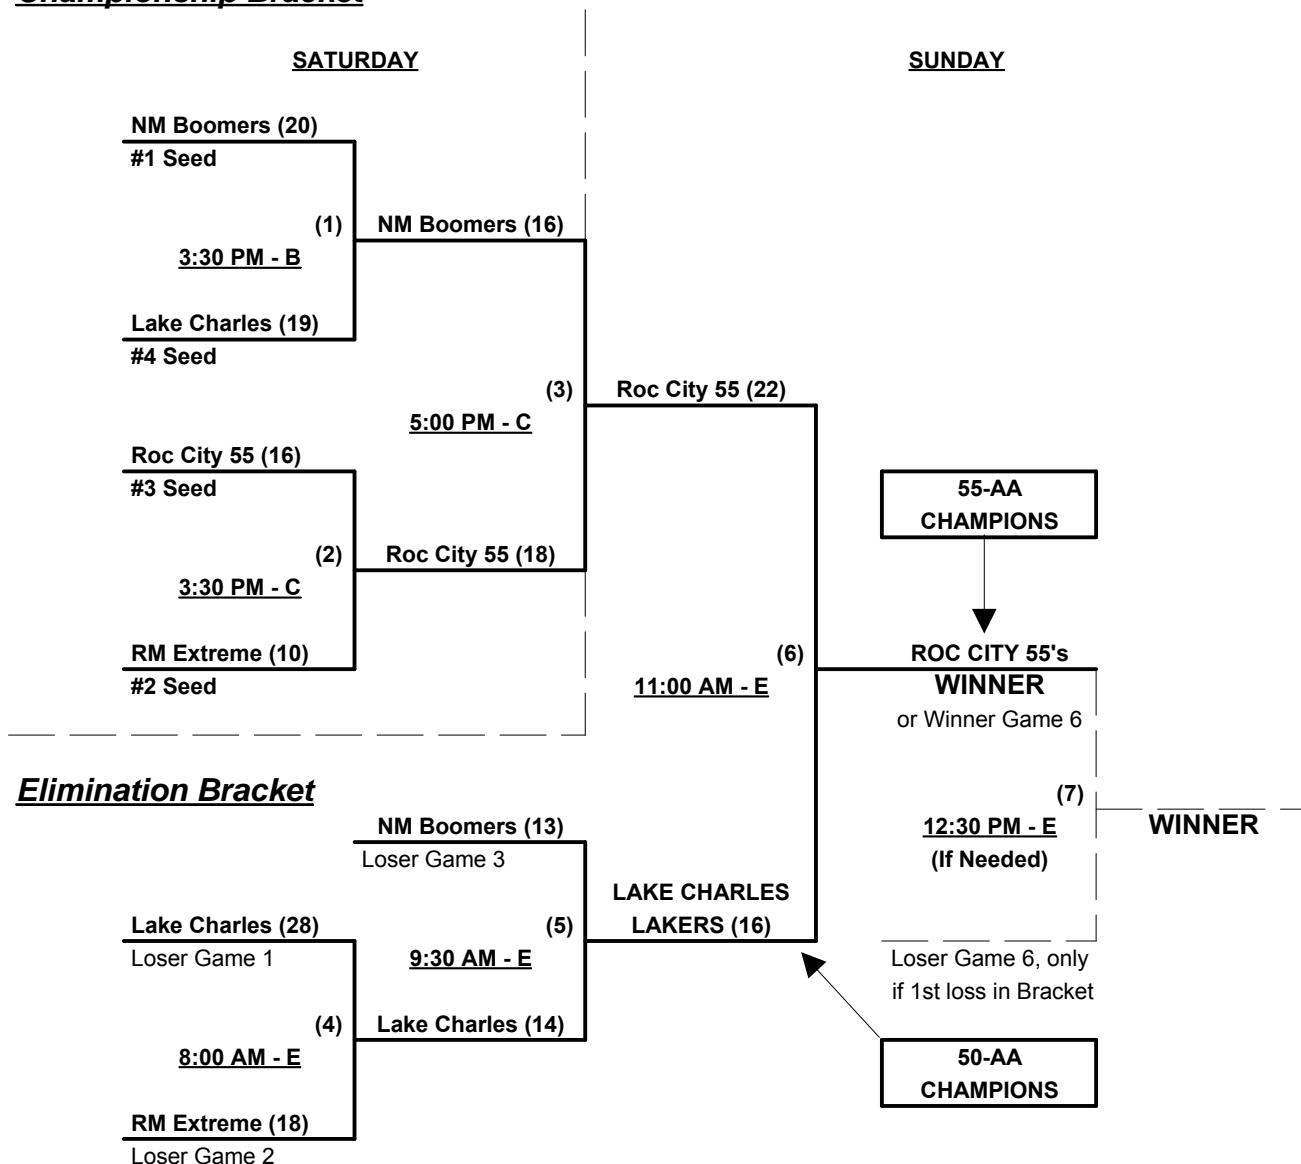 Championship Bracket
SATURDAY
SUNDAY
NM Boomers (20)
#1 Seed
(1)
NM Boomers (16)
3:30 PM - B
Lake Charles (19)
#4 Seed
(3)
Roc City 55 (22)
5:00 PM - C
Roc City 55 (16)
#3 Seed
55-AA
CHAMPIONS
(2)
Roc City 55 (18)
3:30 PM - C
RM Extreme (10)
#2 Seed
(6)
ROC CITY 55's
11:00 AM - E
WINNER
or Winner Game 6
Elimination Bracket
(7)
NM Boomers (13)
12:30 PM - E
WINNER
Loser Game 3
(If Needed)
LAKE CHARLES
Lake Charles (28)
(5)
LAKERS (16)
Loser Game 1
9:30 AM - E
Loser Game 6, only
if 1st loss in Bracket
(4)
Lake Charles (14)
8:00 AM - E
50-AA
CHAMPIONS
RM Extreme (18)
Loser Game 2